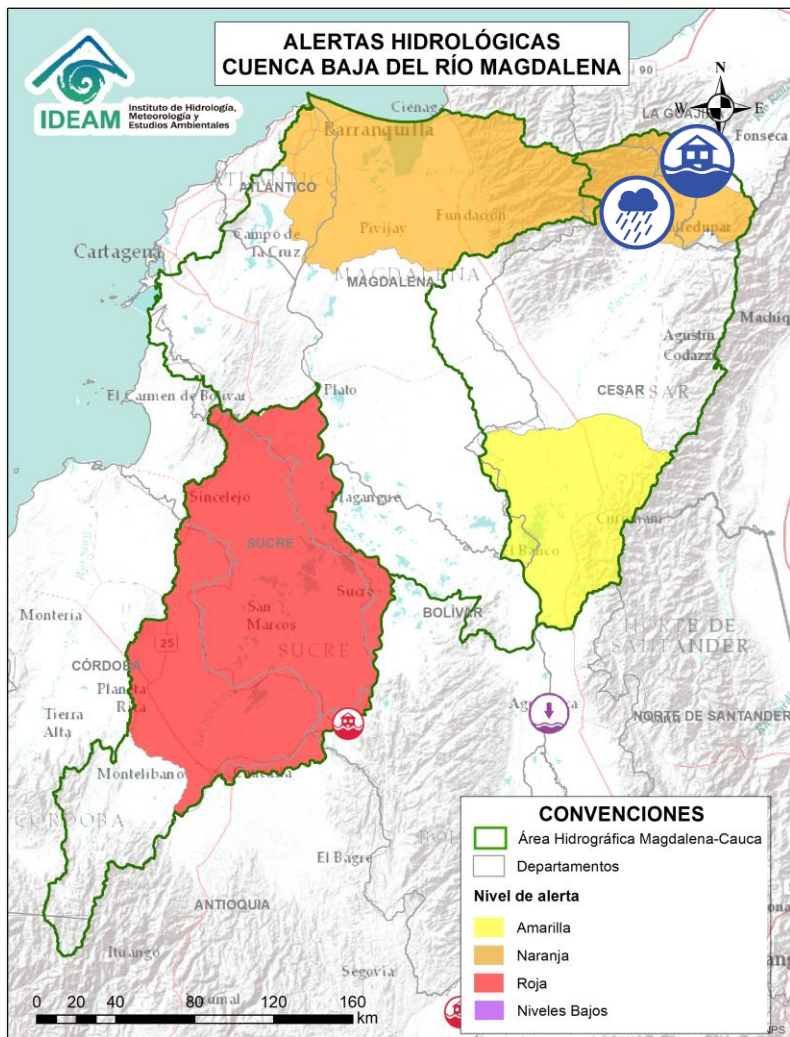 ALERTAS HIDROLÓGICAS
CUENCA BAJA DEL RÍO MAGDALENA
IDEAM
Instituto de Hidrología,
Meteorología y
Estudios Ambientales
N
W
E
S
90
LA GUAJIRA
Fonseca
Ciénaga
Barranquilla
ATLÁNTICO
Cartagena
Campo de
la Cruz
Pivijay
Fundación
MAGDALENA
MAGDALENA
Agustín
Codazzi
CESAR
CESAR
El Carmen de Bolívar
Plato
Sincelejo
Magangué
SUCRE
El Banco
Sucre
BOLÍVAR
San
Marcos
SUCRE
Montería
25
CÓRDOBA
Planeta
Rica
Tierra
Alta
NORTE DE
SANTANDER
NORTE DE SANTANDER
Montelíbano
CÓRDOBA
El Bagre
ANTIOQUIA
Ituango
Segovia
CONVENCIONES
Área Hidrográfica Magdalena-Cauca
Departamentos
Nivel de alerta
Amarilla
Naranja
Roja
Niveles Bajos
0 20 40 80 120 160
km